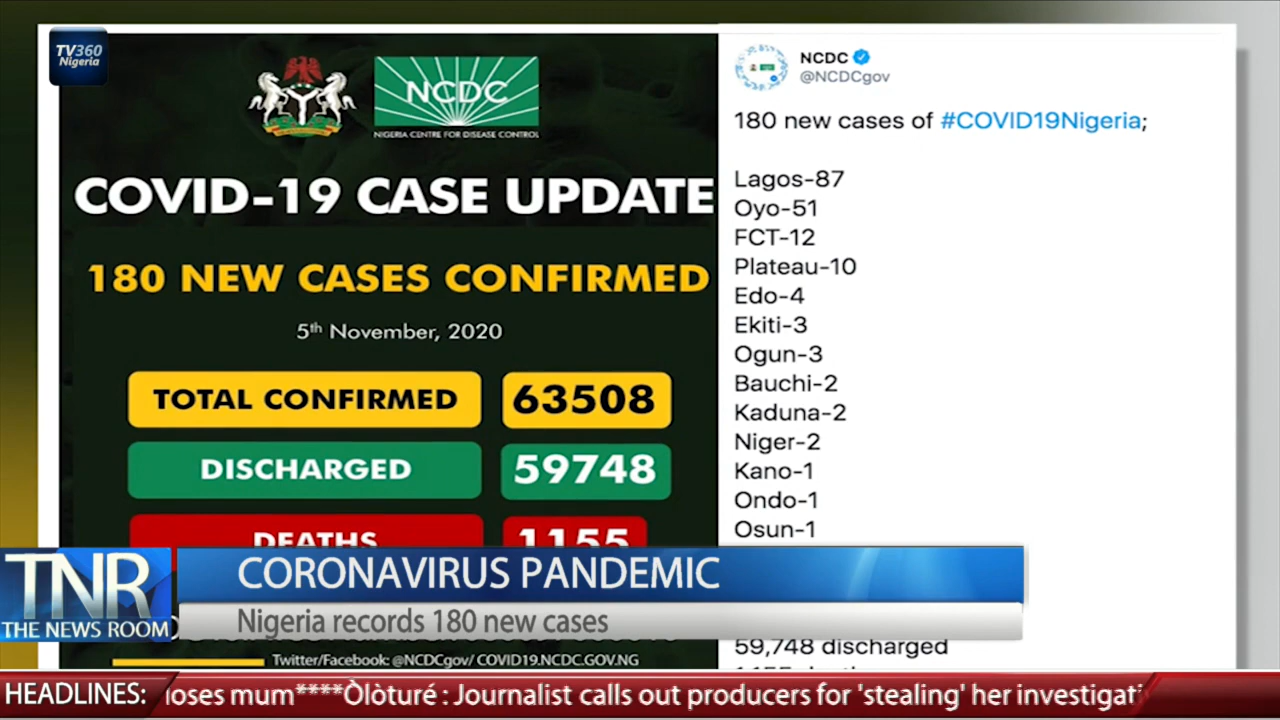 TV360
Nigeria
NCDC
NIGERIA CENTRE FOR DISEASE CONTROL
COVID-19 CASE UPDATE
180 NEW CASES CONFIRMED
5th November, 2020
TOTAL CONFIRMED 63508
DISCHARGED 59748
DEATHS 1155
Twitter/Facebook: @NCDCgov/ COVID19.NCDC.GOV.NG
NCDC
@NCDCgov
180 new cases of #COVID19Nigeria;
Lagos-87
Oyo-51
FCT-12
Plateau-10
Edo-4
Ekiti-3
Ogun-3
Bauchi-2
Kaduna-2
Niger-2
Kano-1
Ondo-1
Osun-1
59,748 discharged
TNR
THE NEWS ROOM
CORONAVIRUS PANDEMIC
Nigeria records 180 new cases
HEADLINES: loses mum****Òlòturé : Journalist calls out producers for 'stealing' her investigati